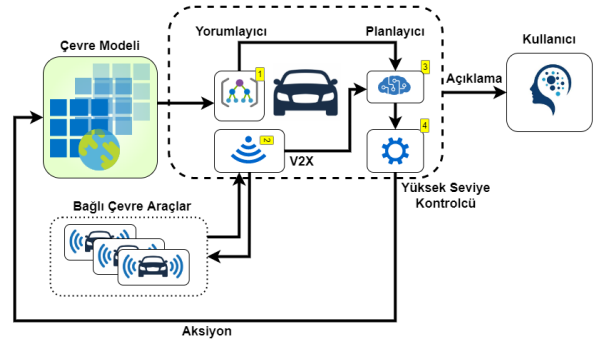 Yorumlayıcı
Planlayıcı
Kullanıcı
Çevre Modeli
1
3
Açıklama
2
4
V2X
Yüksek Seviye
Kontrolcü
Bağlı Çevre Araçlar
Aksiyon